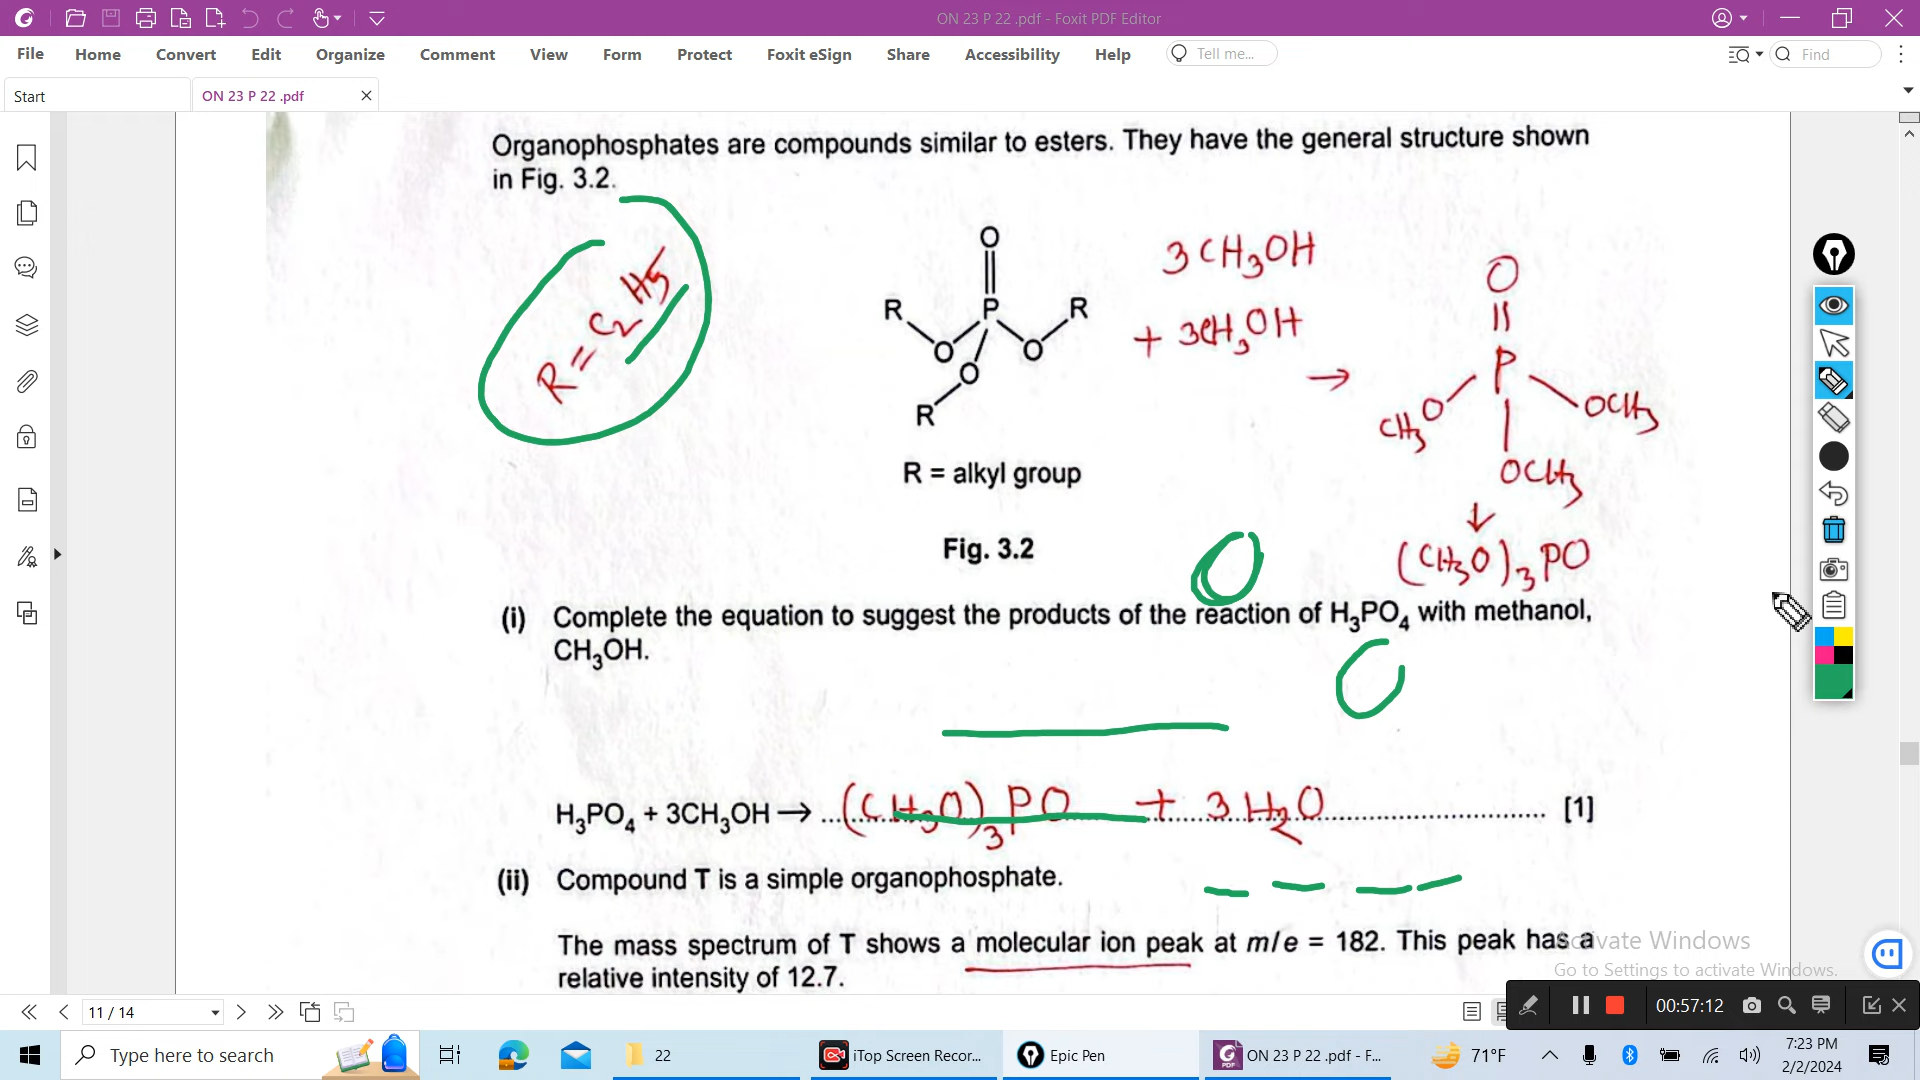 ON 23 P 22 .pdf - Foxit PDF Editor
File Home Convert Edit Organize Comment View Form Protect Foxit eSign Share Accessibility Help Tell me... Find
Start ON 23 P 22 .pdf
Organophosphates are compounds similar to esters. They have the general structure shown
in Fig. 3.2.
R = C2H5
O
R P R
O O
O
R
3 CH3OH
+ 3CH3OH
→
O
P
CH3 O OCH3
OCH3
↓
(CH3O)3PO
R = alkyl group
Fig. 3.2
(i) Complete the equation to suggest the products of the reaction of H3PO4 with methanol,
CH3OH.
H3PO4 + 3CH3OH → (CH3O)3PO + 3H2O [1]
(ii) Compound T is a simple organophosphate.
The mass spectrum of T shows a molecular ion peak at m/e = 182. This peak has a
relative intensity of 12.7.
Activate Windows
Go to Settings to activate Windows.
11 / 14
00:57:12
Type here to search
22
iTop Screen Recor...
Epic Pen
ON 23 P 22 .pdf - F...
71°F
7:23 PM
2/2/2024